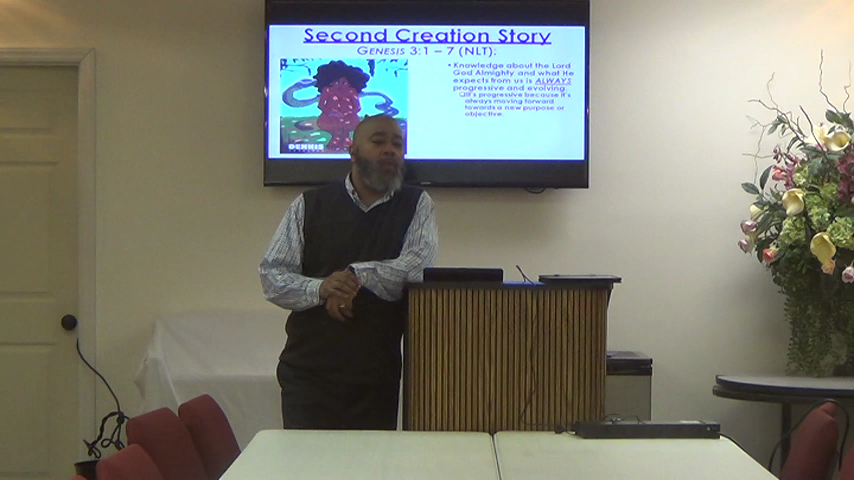 Second Creation Story
GENESIS 3:1 – 7 (NLT):
• Knowledge about the Lord
God Almighty and what He
expects from us is ALWAYS
progressive and evolving.
❑It's progressive because it's
always moving forward
towards a new purpose or
objective.
DENNIS